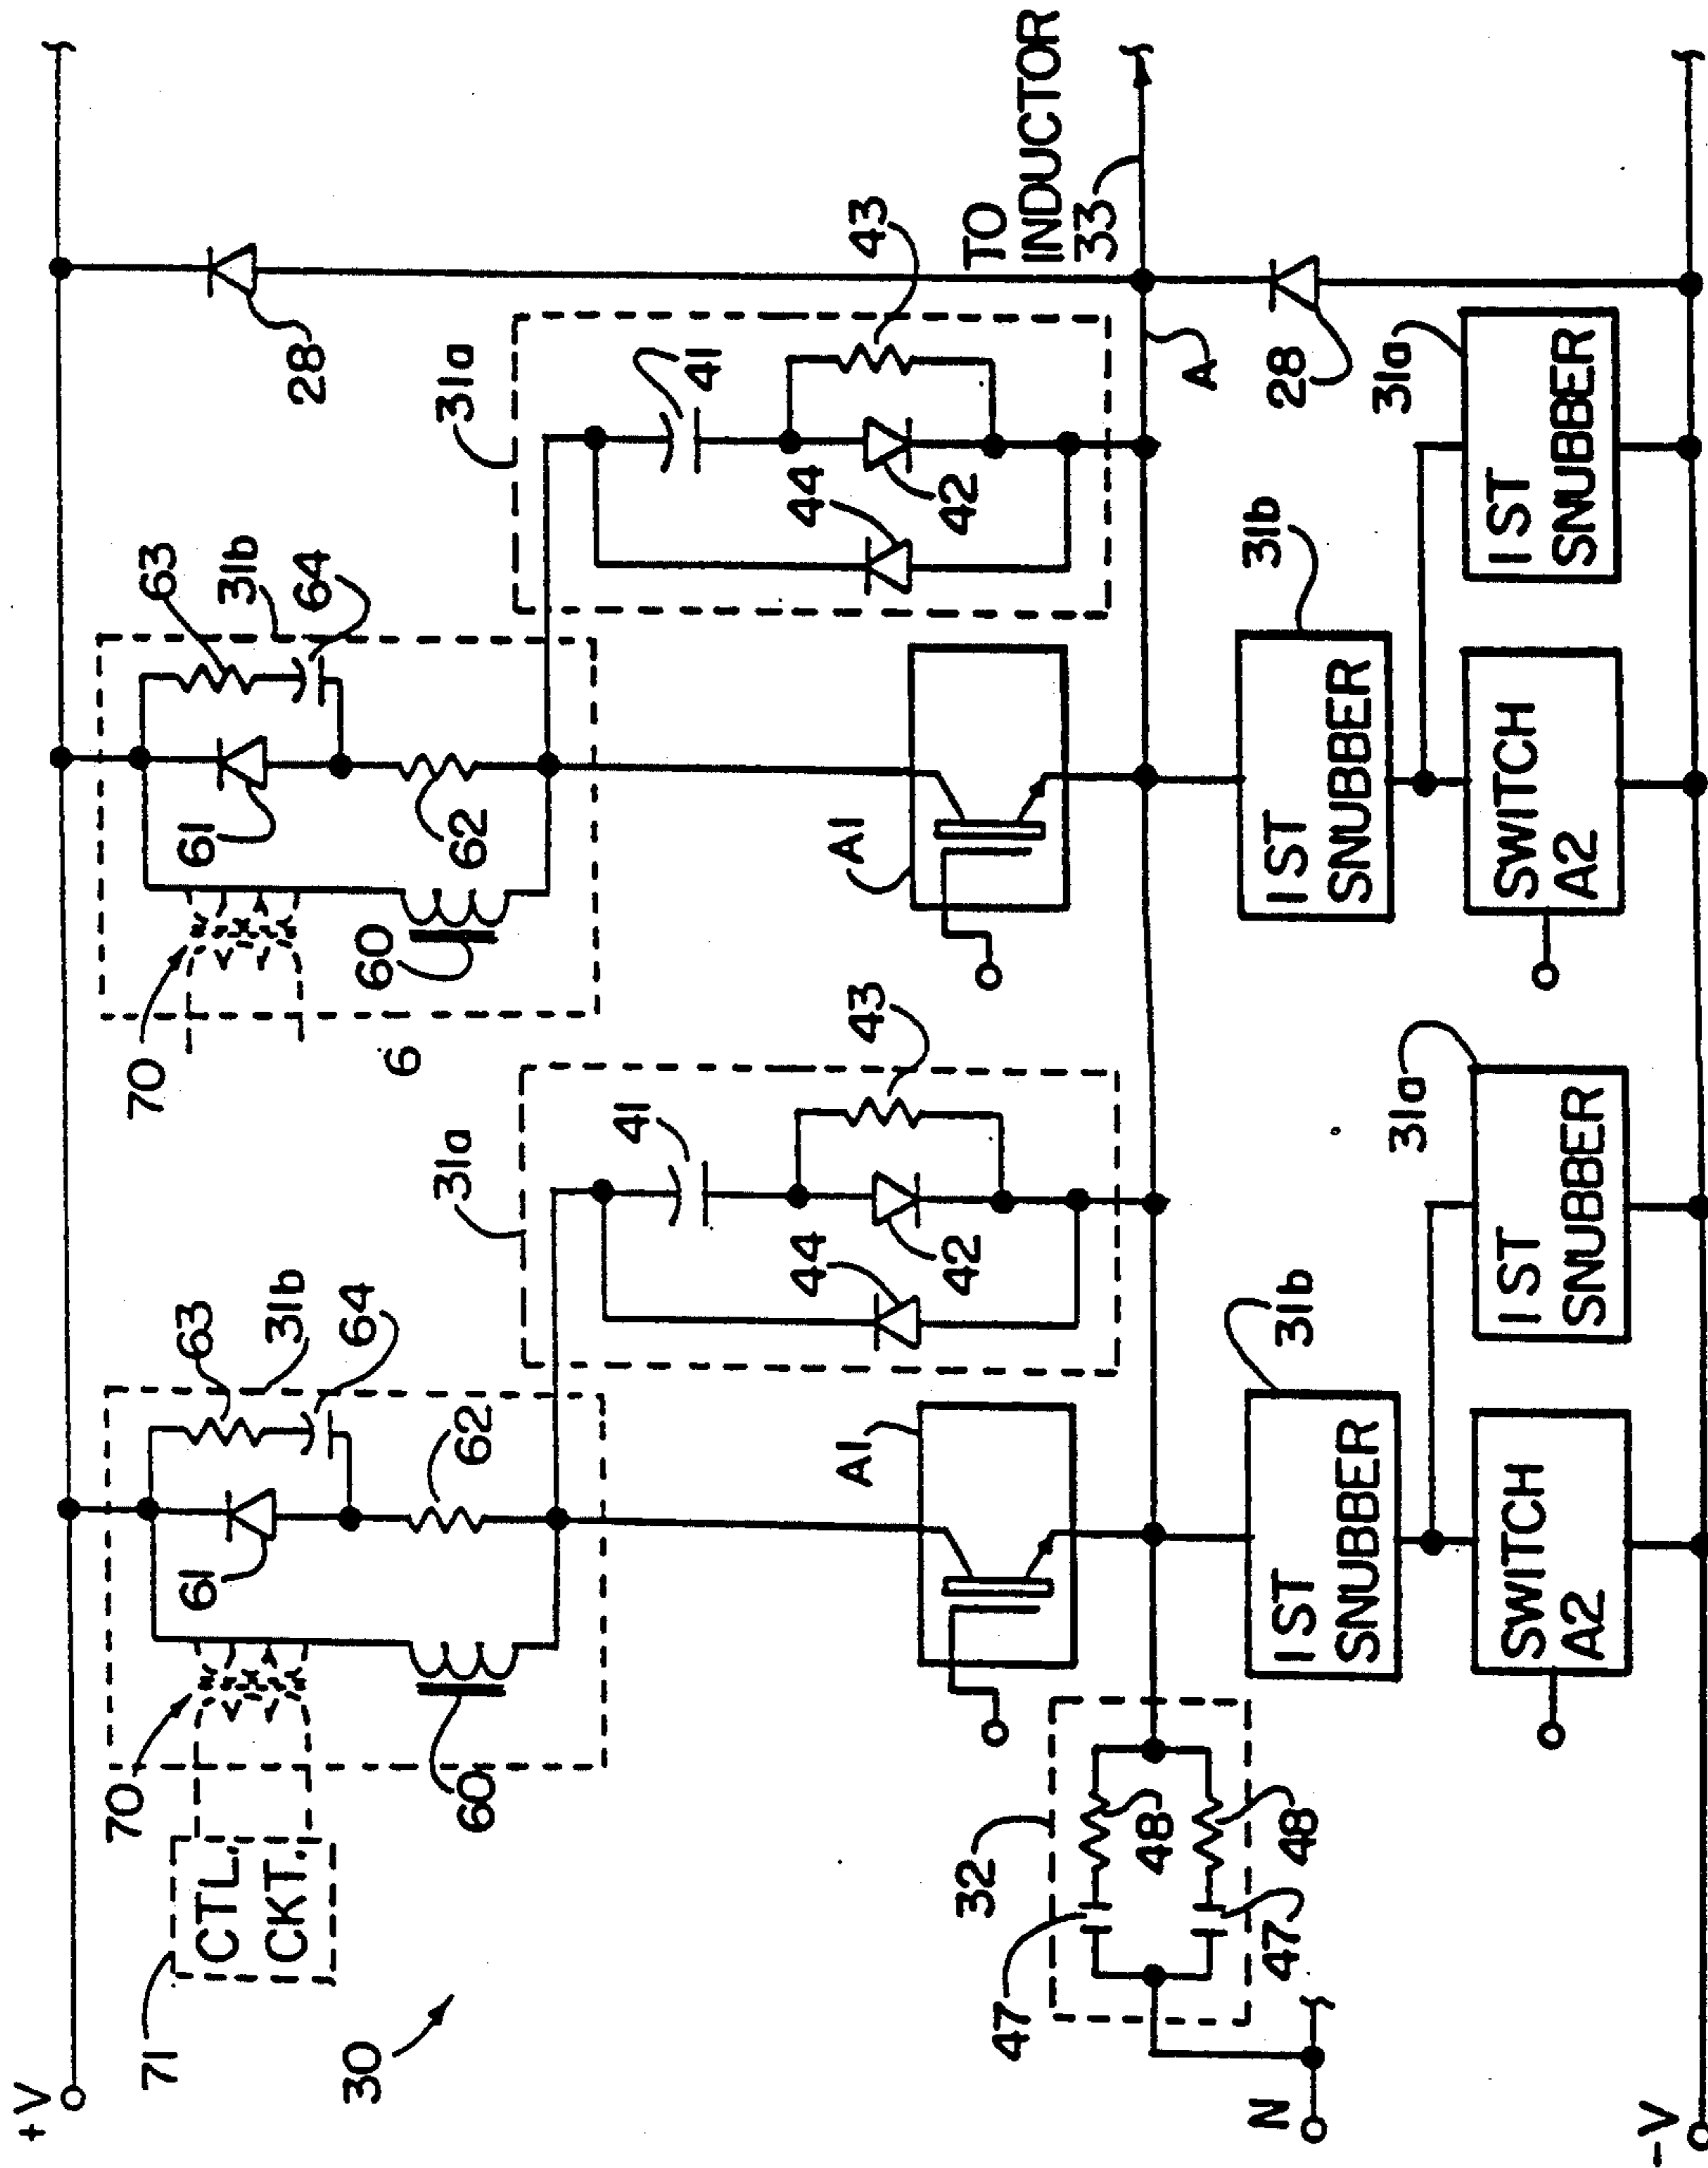 +V
71
CTL.
CKT.
70
61
63
31b
64
62
60
70
61
63
31b
64
62
60
28
30
6
31a
41
43
44
42
31a
41
43
44
42
A1
A1
TO
INDUCTOR
33
32
47
48
48
47
A
N
31b
1ST
SNUBBER
31b
1ST
SNUBBER
28
SWITCH
A2
31a
1ST
SNUBBER
SWITCH
A2
31a
1ST
SNUBBER
-V